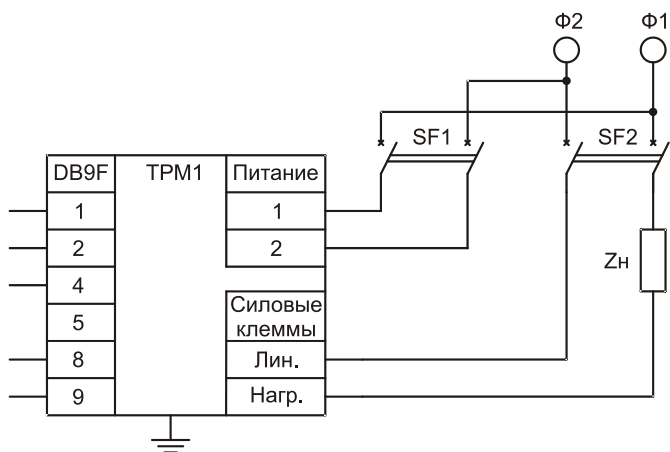 Ф2 Ф1
SF1 SF2
DB9F ТРМ1 Питание
1 1
2 2
4
5
Силовые
клеммы
8 Лин.
9 Нагр.
Zн